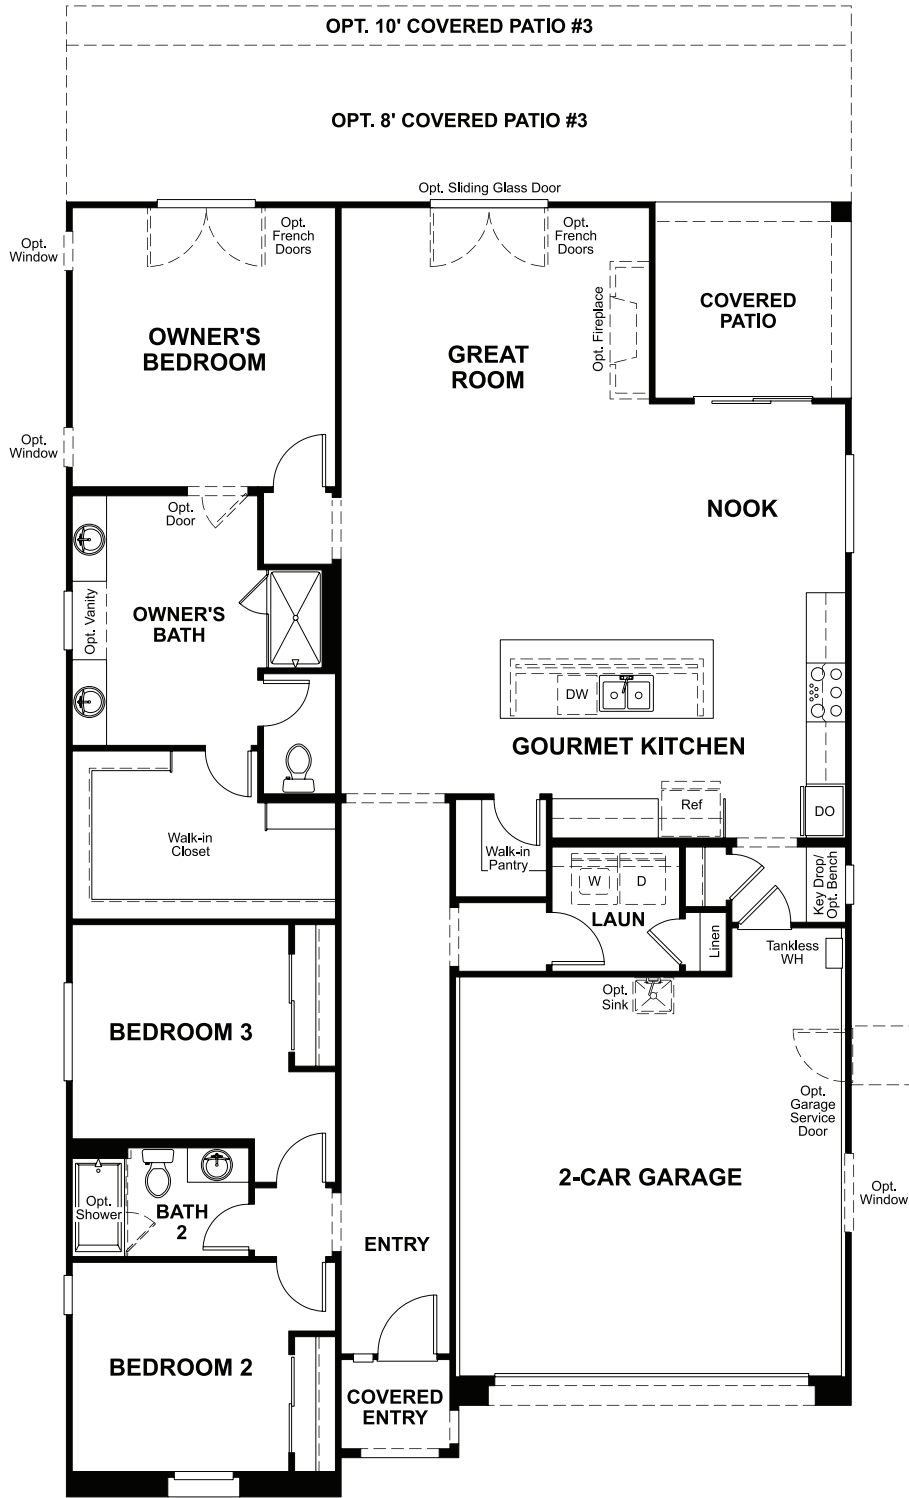 OPT. 10' COVERED PATIO #3
OPT. 8' COVERED PATIO #3
Opt. Sliding Glass Door
Opt.
Window
Opt.
French
Doors
Opt.
French
Doors
OWNER'S
BEDROOM
GREAT
ROOM
Opt. Fireplace
COVERED
PATIO
Opt.
Window
Opt.
Door
NOOK
Opt. Vanity
OWNER'S
BATH
DW
GOURMET KITCHEN
Ref
DO
Walk-in
Closet
Walk-in
Pantry
W
D
Key Drop/
Opt. Bench
LAUN
Linen
Tankless
WH
Opt.
Sink
BEDROOM 3
Opt.
Garage
Service
Door
2-CAR GARAGE
Opt.
Window
Opt.
Shower
BATH
2
ENTRY
BEDROOM 2
COVERED
ENTRY